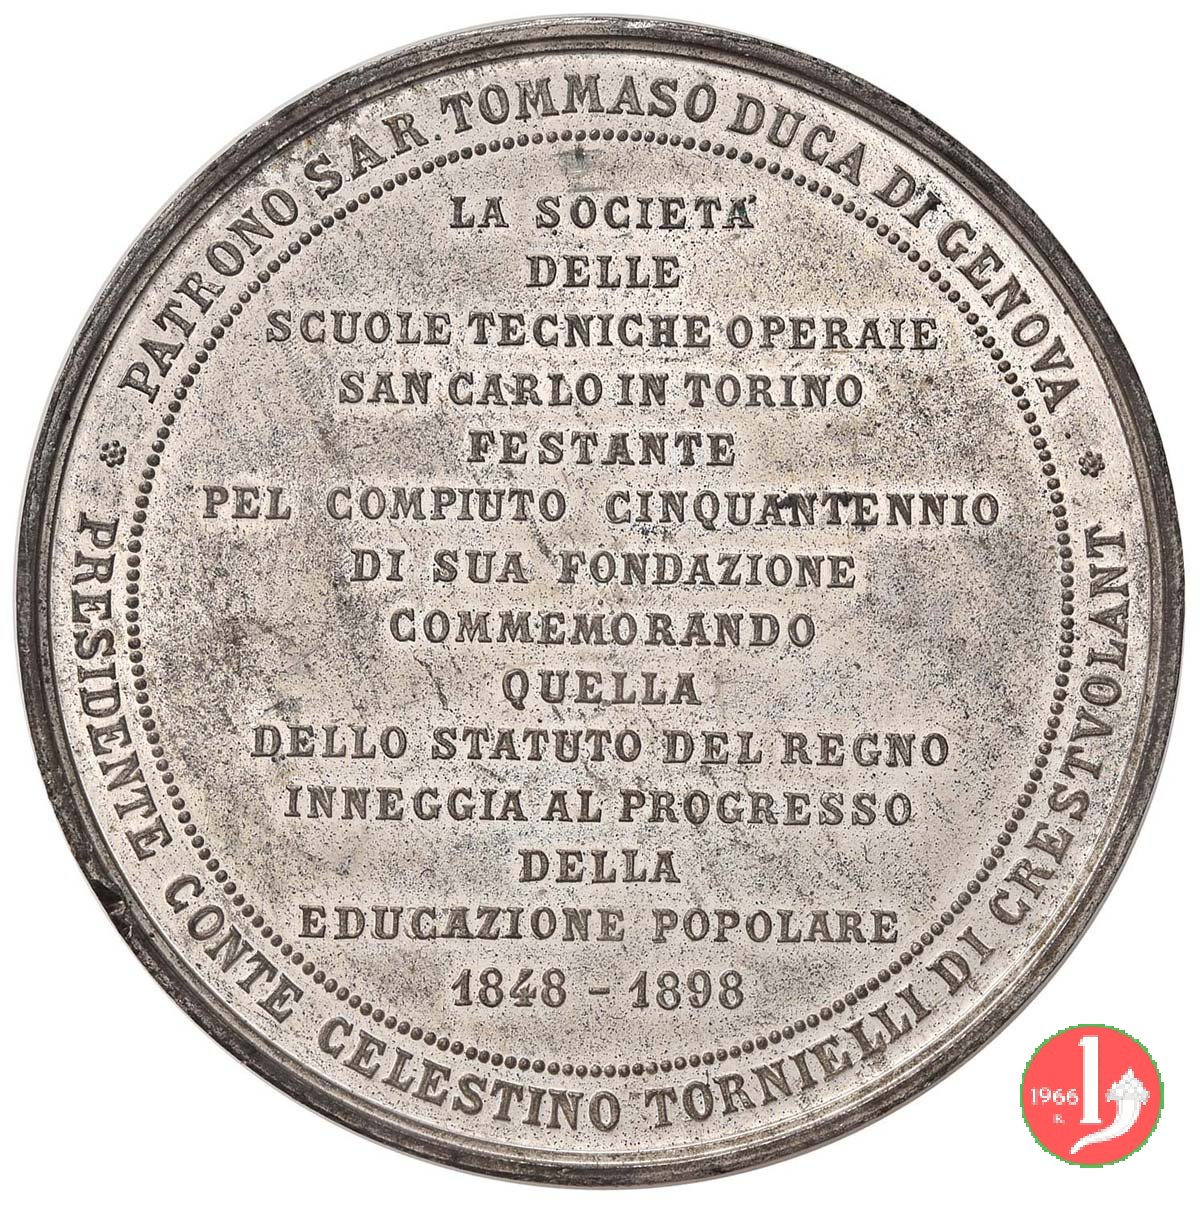 PATRONO S.A.R. TOMMASO DUCA DI GENOVA
PRESIDENTE CONTE CELESTINO TORNIELLI DI CRESTVOLANT
LA SOCIETÀ
DELLE
SCUOLE TECNICHE OPERAIE
SAN CARLO IN TORINO
FESTANTE
PEL COMPIUTO CINQUANTENNIO
DI SUA FONDAZIONE
COMMEMORANDO
QUELLA
DELLO STATUTO DEL REGNO
INNEGGIA AL PROGRESSO
DELLA
EDUCAZIONE POPOLARE
1848 - 1898
1966
R.